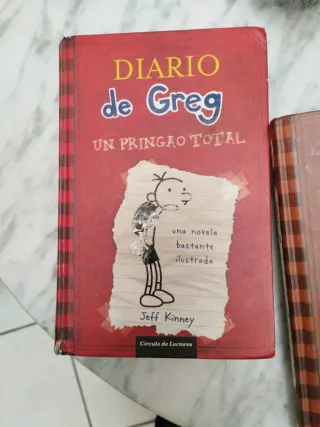 DIARIO
de Greg
UN PRINGAO TOTAL
una novela
bastante
ilustrada
Jeff Kinney
Círculo de Lectores